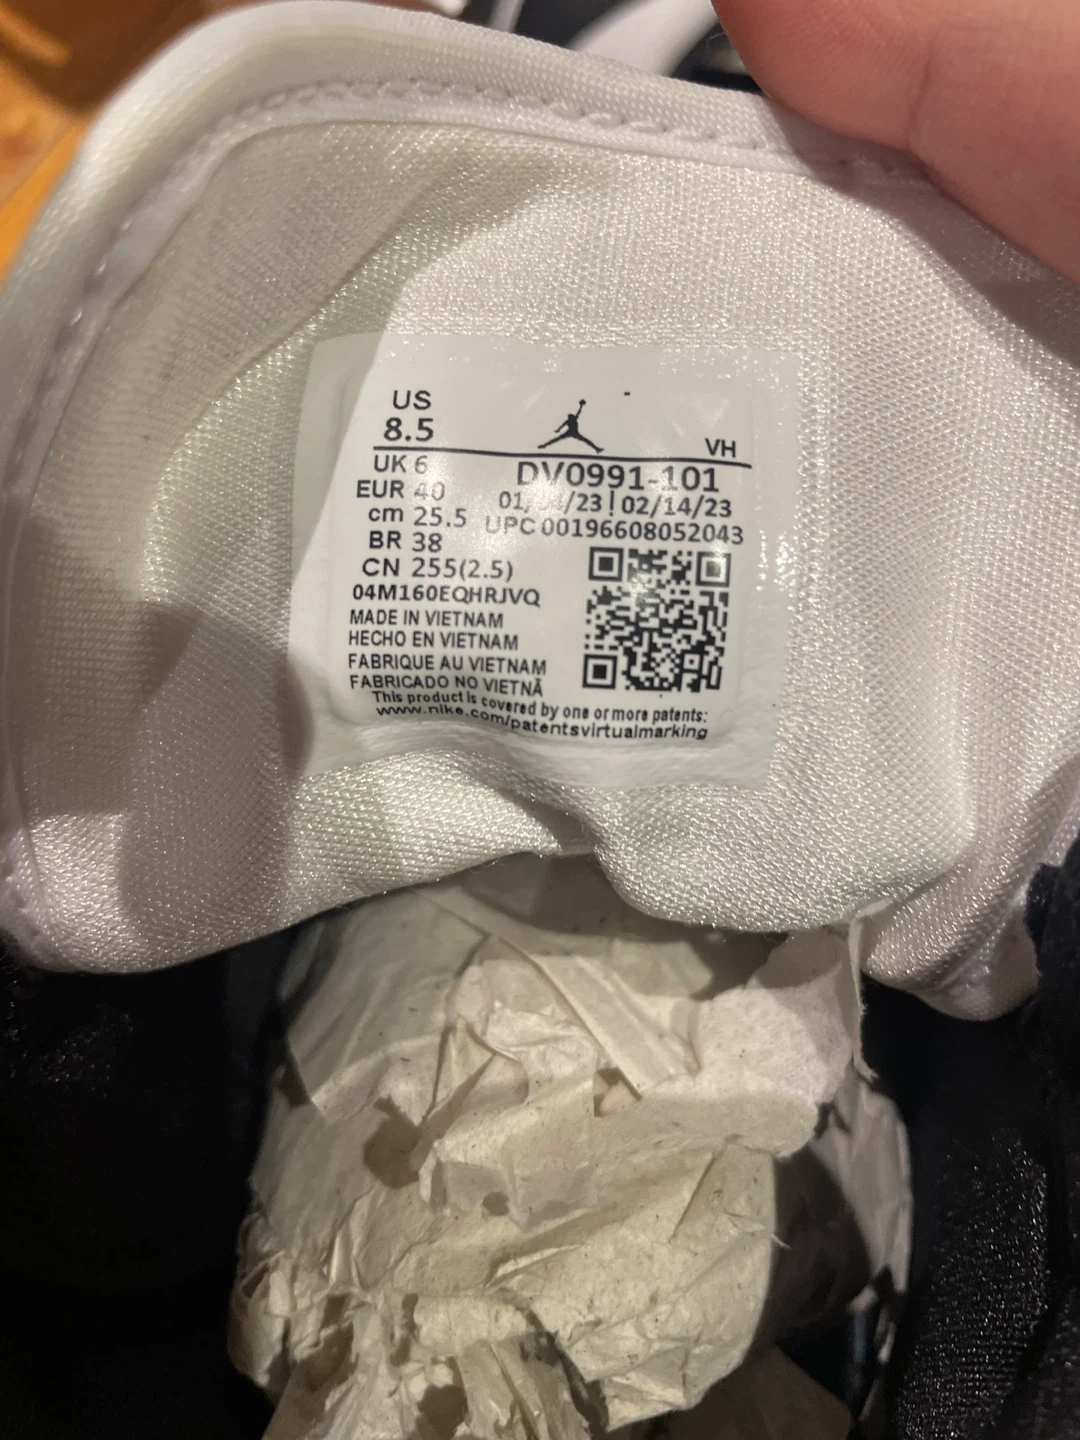 US
8.5
VH
UK 6
DV0991-101
EUR 40
/23 | 02/14/23
cm 25.5
UPC 00196608052043
BR 38
CN 255(2.5)
04M160EQHRJVQ
MADE IN VIETNAM
HECHO EN VIETNAM
FABRIQUE AU VIETNAM
FABRICADO NO VIETNÃ
This product is covered by one or more patents:
www.nike.com/patentsvirtualmarking